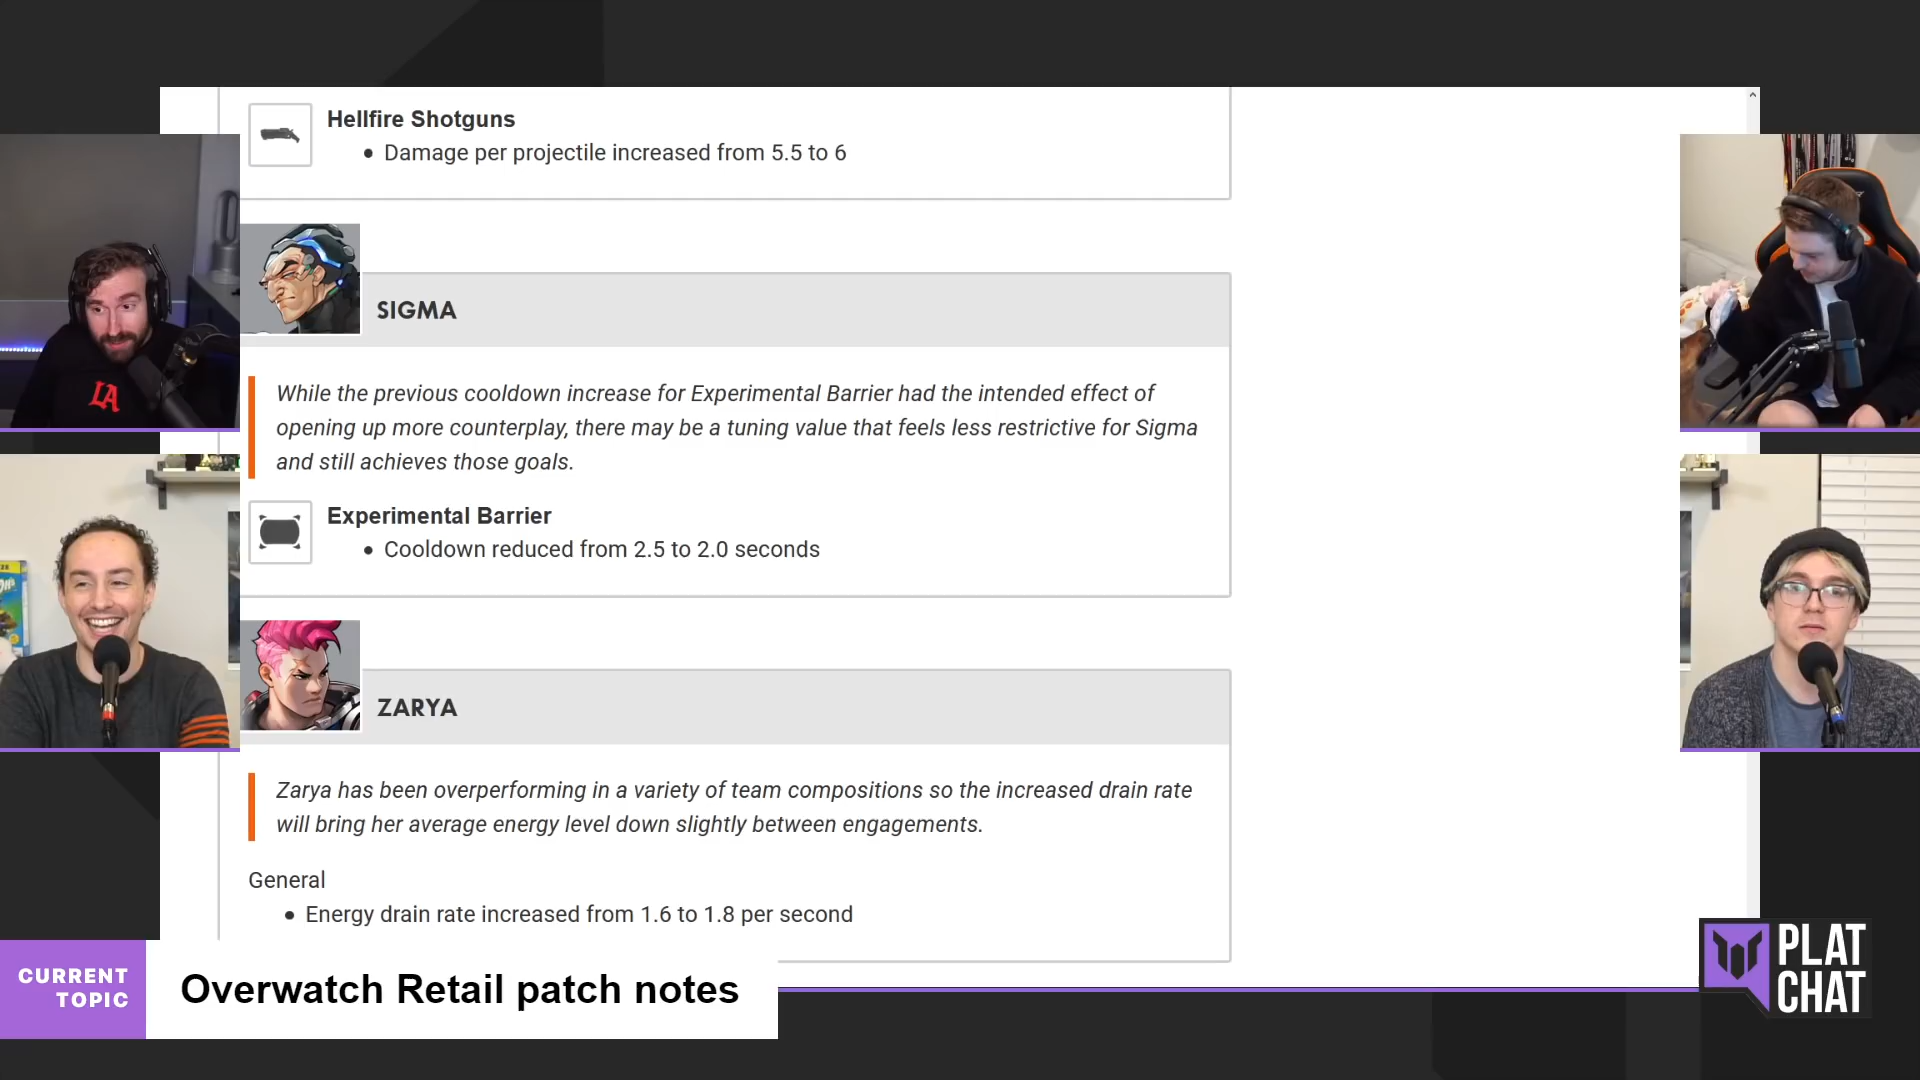 Hellfire Shotguns
• Damage per projectile increased from 5.5 to 6
SIGMA
While the previous cooldown increase for Experimental Barrier had the intended effect of
opening up more counterplay, there may be a tuning value that feels less restrictive for Sigma
and still achieves those goals.
Experimental Barrier
• Cooldown reduced from 2.5 to 2.0 seconds
ZARYA
Zarya has been overperforming in a variety of team compositions so the increased drain rate
will bring her average energy level down slightly between engagements.
General
• Energy drain rate increased from 1.6 to 1.8 per second
LA
CURRENT
TOPIC
Overwatch Retail patch notes
PLAT
CHAT